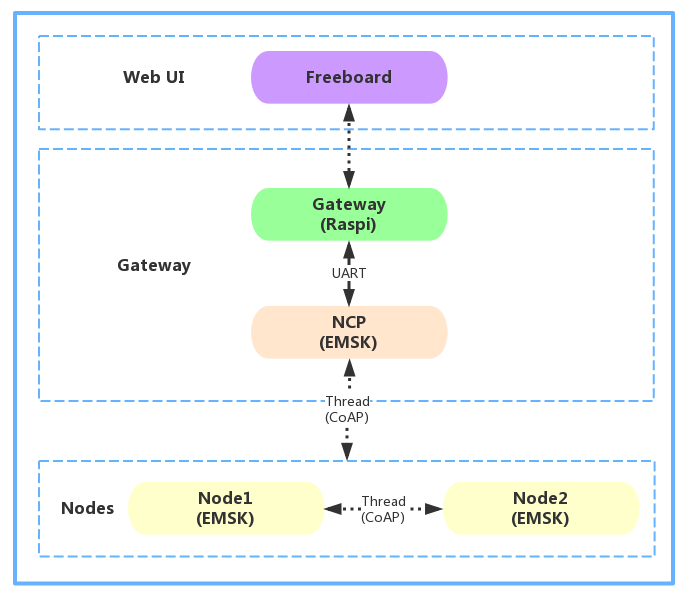 Web UI
Freeboard
Gateway
(Raspi)
UART
Gateway
NCP
(EMSK)
Thread
(CoAP)
Nodes
Node1
(EMSK)
Thread
(CoAP)
Node2
(EMSK)